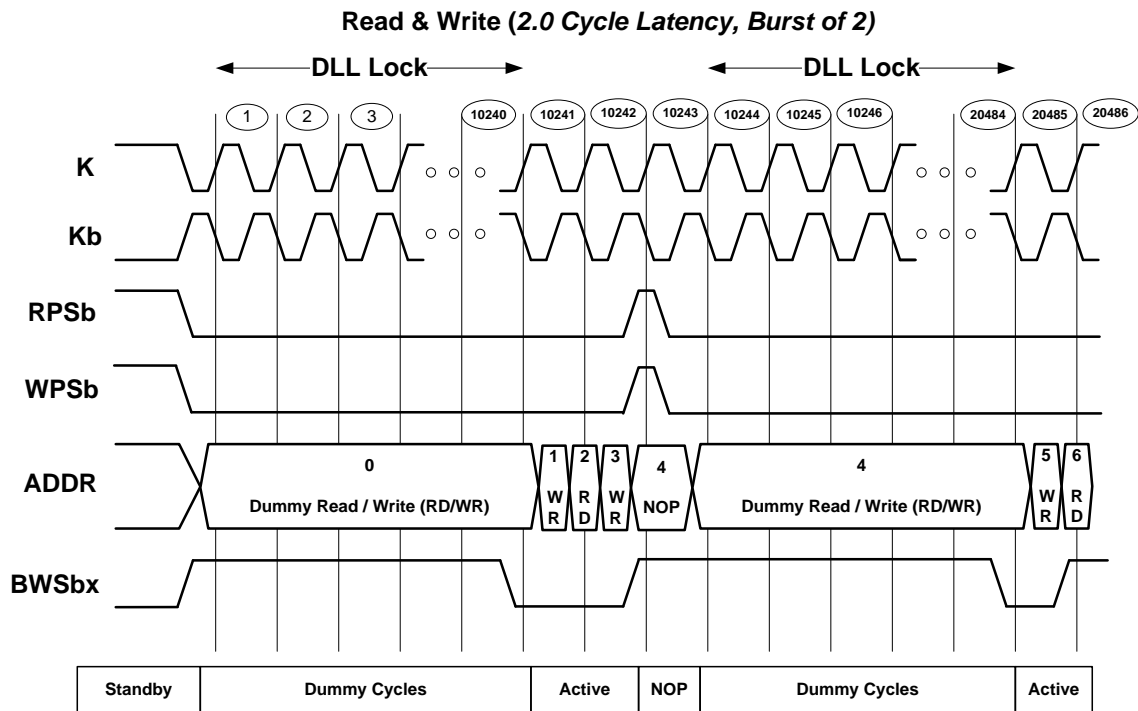 Read & Write (2.0 Cycle Latency, Burst of 2)
DLL Lock DLL Lock
1 2 3 10240 10241 10242 10243 10244 10245 10246 20484 20485 20486
K
Kb
RPSb
WPSb
ADDR
0 1 2 3 4 4 5 6
Dummy Read / Write (RD/WR) WR RD WR NOP Dummy Read / Write (RD/WR) WR RD
BWSbx
Standby Dummy Cycles Active NOP Dummy Cycles Active